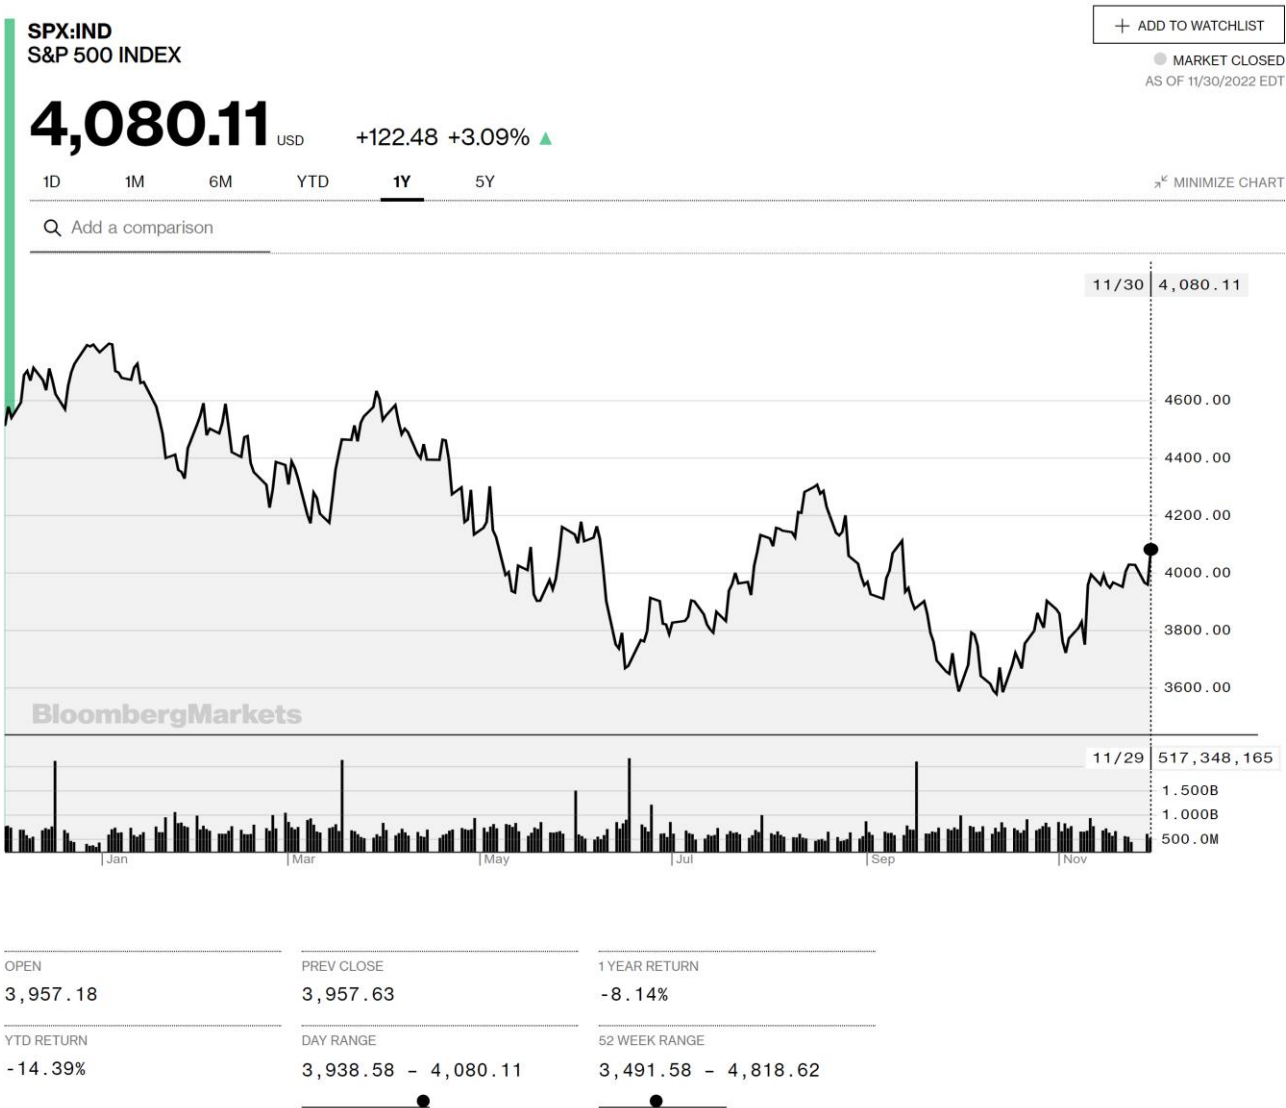 SPX:IND
+ ADD TO WATCHLIST
S&P 500 INDEX
MARKET CLOSED
AS OF 11/30/2022 EDT
4,080.11 USD +122.48 +3.09%
1D 1M 6M YTD 1Y 5Y
MINIMIZE CHART
Add a comparison
11/30 4,080.11
4600.00
4400.00
4200.00
4000.00
3800.00
3600.00
BloombergMarkets
11/29 517,348,165
1.500B
1.000B
500.0M
Jan Mar May Jul Sep Nov
OPEN PREV CLOSE 1 YEAR RETURN
3,957.18 3,957.63 -8.14%
YTD RETURN DAY RANGE 52 WEEK RANGE
-14.39% 3,938.58 – 4,080.11 3,491.58 – 4,818.62